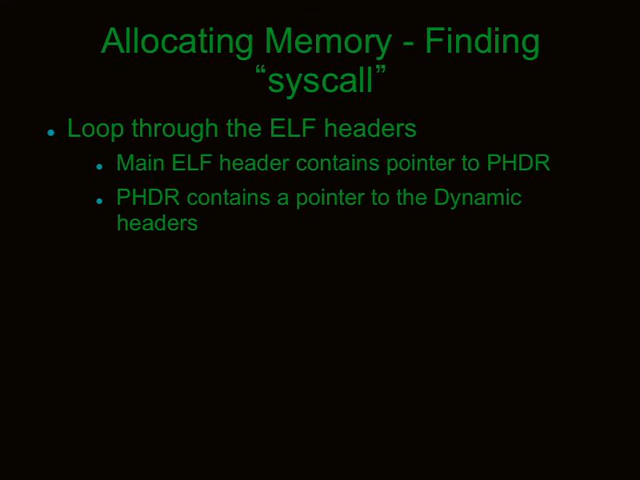 Allocating Memory - Finding
“syscall”
Loop through the ELF headers
Main ELF header contains pointer to PHDR
PHDR contains a pointer to the Dynamic
headers